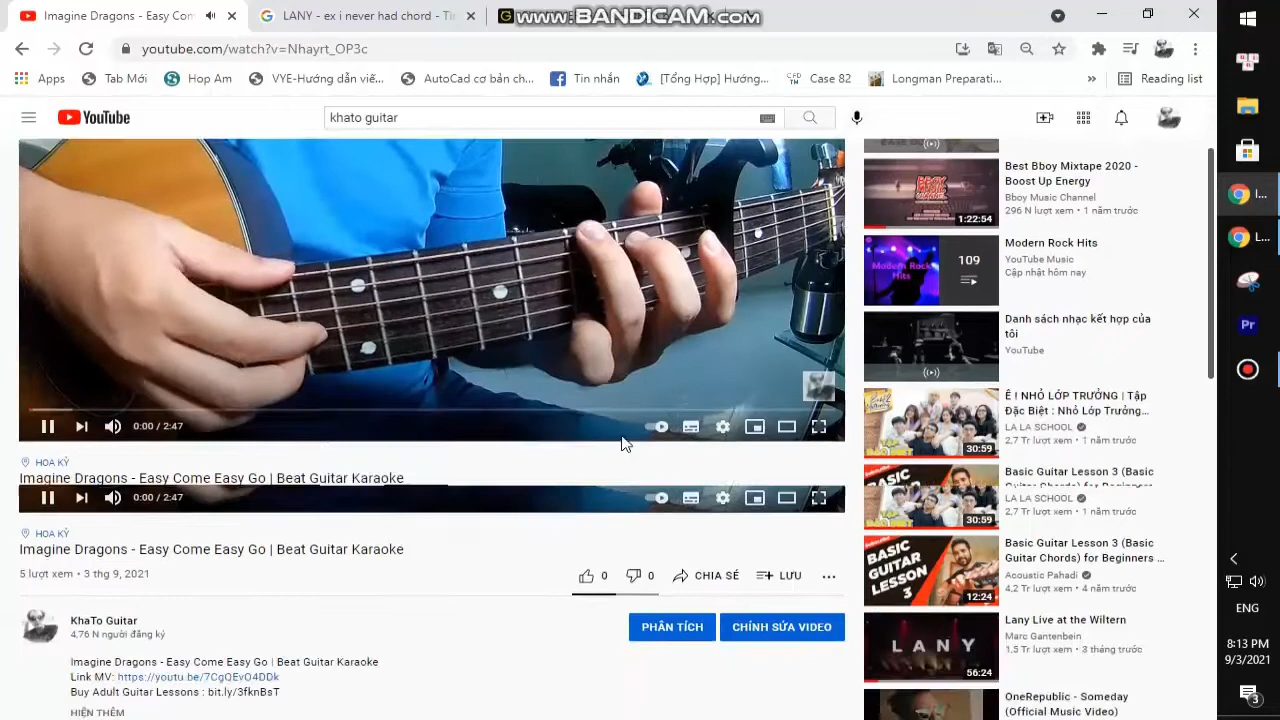 Imagine Dragons - Easy Com
LANY - ex i never had chord - Th
www.BANDICAM.com
youtube.com/watch?v=Nhayrt_OP3c
Apps
Tab Mới
Hop Am
VYE-Hướng dẫn viế...
AutoCad cơ bản ch...
Tin nhắn
[Tổng Hợp] Hướng...
Case 82
Longman Preparati...
»
Reading list
YouTube
khato guitar
Best Bboy Mixtape 2020 -
Boost Up Energy
Bboy Music Channel
296 N lượt xem • 1 năm trước
1:22:54
Modern Rock Hits
YouTube Music
Cập nhật hôm nay
Modern Rock
Hits
109
Danh sách nhạc kết hợp của
tôi
YouTube
Ê ! NHỎ LỚP TRƯỞNG | Tập
Đặc Biệt : Nhỏ Lớp Trưởng...
LA LA SCHOOL
2,7 Tr lượt xem • 1 năm trước
30:59
Basic Guitar Lesson 3 (Basic
Guitar Chords) for Beginners
LA LA SCHOOL
2,7 Tr lượt xem • 1 năm trước
30:59
Basic Guitar Lesson 3 (Basic
Guitar Chords) for Beginners ...
Acoustic Pahadi
4,2 Tr lượt xem • 4 năm trước
BASIC
GUITAR
LESSON
3
12:24
Lany Live at the Wiltern
Marc Gantenbein
1,5 Tr lượt xem • 3 tháng trước
LANY
56:24
OneRepublic - Someday
(Official Music Video)
0:00 / 2:47
HOA KỲ
Imagine Dragons - Easy Come Easy Go | Beat Guitar Karaoke
0:00 / 2:47
HOA KỲ
Imagine Dragons - Easy Come Easy Go | Beat Guitar Karaoke
5 lượt xem • 3 thg 9, 2021
0
0
CHIA SẺ
LƯU
KhaTo Guitar
4,76 N người đăng ký
PHÂN TÍCH
CHỈNH SỬA VIDEO
Imagine Dragons - Easy Come Easy Go | Beat Guitar Karaoke
Link MV: https://youtu.be/7CgQEvO4DBk
Buy Adult Guitar Lessons : bit.ly/3fknBsT
HIỆN THÊM
I...
L...
Pr
ENG
8:13 PM
9/3/2021
3